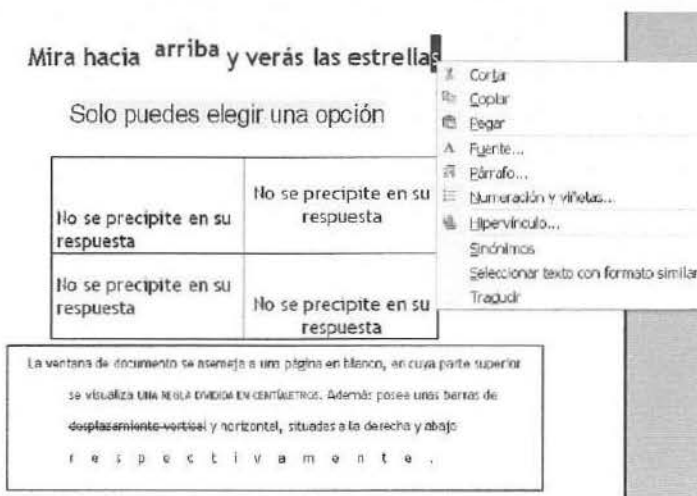 Mira hacia arriba y verás las estrellas
Cortar
Copiar
Pegar
Fuente...
Párrafo...
Numeración y viñetas...
Hipervínculo...
Sinónimos
Seleccionar texto con formato similar
Traducir
Solo puedes elegir una opción
No se precipite en su
respuesta
No se precipite en su
respuesta
No se precipite en su
respuesta
No se precipite en su
respuesta
La ventana de documento se asemeja a una página en blanco, en cuya parte superior
se visualiza UNA REGLA DIVIDIDA EN CENTÍMETROS. Además posee unas barras de
desplazamiento vertical y horizontal, situadas a la derecha y abajo
r e s p e c t i v a m e n t e .